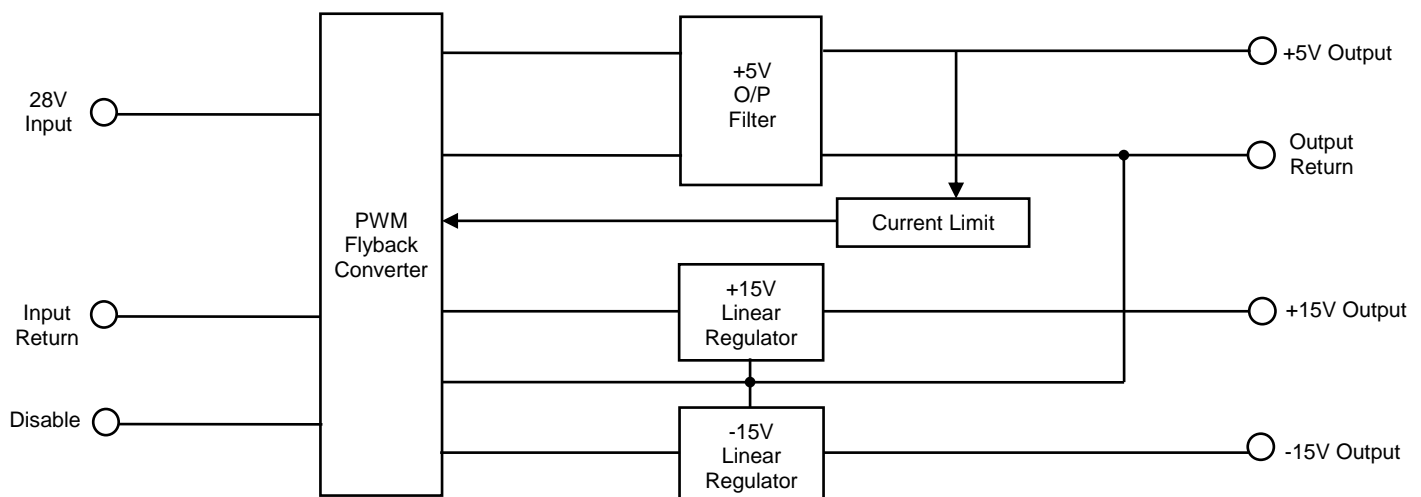 28V
Input
Input
Return
Disable
PWM
Flyback
Converter
+5V
O/P
Filter
Current Limit
+15V
Linear
Regulator
-15V
Linear
Regulator
+5V Output
Output
Return
+15V Output
-15V Output